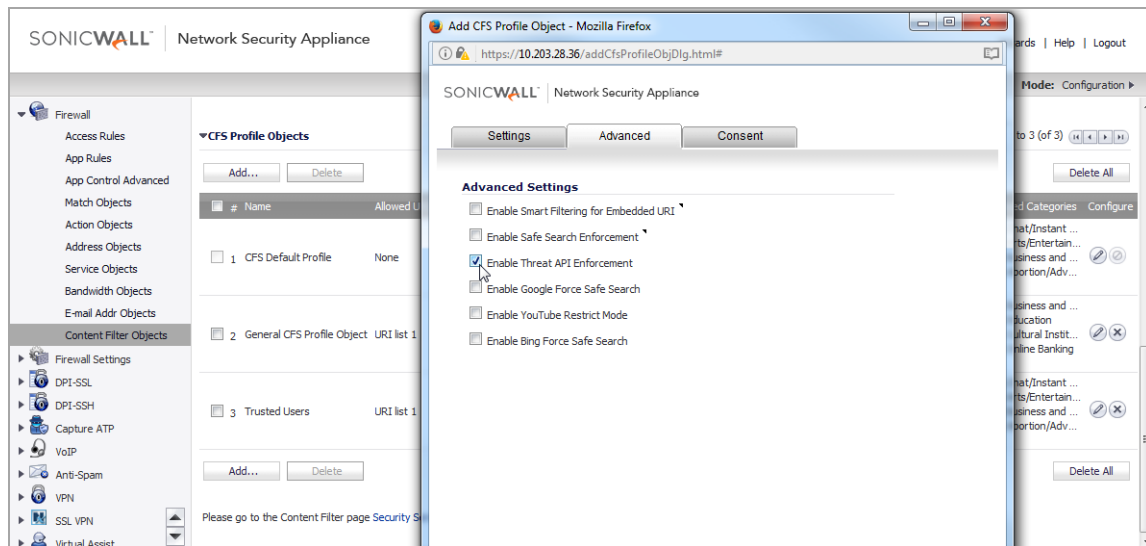 SONICWALL Network Security Appliance
ards | Help | Logout
Mode: Configuration
Firewall
Access Rules
App Rules
App Control Advanced
Match Objects
Action Objects
Address Objects
Service Objects
Bandwidth Objects
E-mail Addr Objects
Content Filter Objects
Firewall Settings
DPI-SSL
DPI-SSH
Capture ATP
VoIP
Anti-Spam
VPN
SSL VPN
Virtual Assist
CFS Profile Objects
to 3 (of 3)
Add... Delete
Delete All
# Name Allowed U
ed Categories Configure
1 CFS Default Profile None
hat/Instant ...
rts/Entertain...
usiness and ...
bortion/Adv...
2 General CFS Profile Object URI list 1
usiness and ...
ducation
ultural Instit...
nline Banking
3 Trusted Users URI list 1
hat/Instant ...
rts/Entertain...
usiness and ...
bortion/Adv...
Add... Delete
Delete All
Please go to the Content Filter page Security S
Add CFS Profile Object - Mozilla Firefox
https://10.203.28.36/addCfsProfileObjDlg.html#
SONICWALL Network Security Appliance
Settings Advanced Consent
Advanced Settings
Enable Smart Filtering for Embedded URI
Enable Safe Search Enforcement
Enable Threat API Enforcement
Enable Google Force Safe Search
Enable YouTube Restrict Mode
Enable Bing Force Safe Search